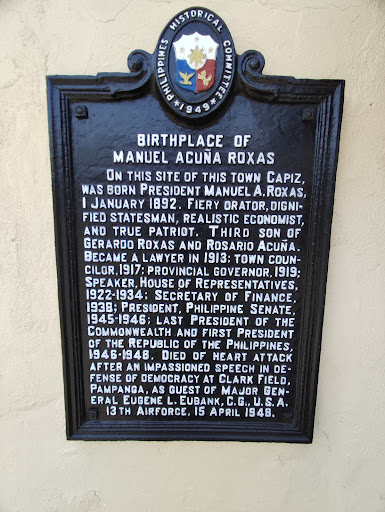 PHILIPPINES HISTORICAL COMMITTEE
★ 1949 ★
BIRTHPLACE OF
MANUEL ACUÑA ROXAS
ON THIS SITE OF THIS TOWN CAPIZ,
WAS BORN PRESIDENT MANUEL A. ROXAS,
1 JANUARY 1892. FIERY ORATOR, DIGNI-
FIED STATESMAN, REALISTIC ECONOMIST,
AND TRUE PATRIOT. THIRD SON OF
GERARDO ROXAS AND ROSARIO ACUÑA.
BECAME A LAWYER IN 1913; TOWN COUN-
CILOR, 1917; PROVINCIAL GOVERNOR, 1919;
SPEAKER, HOUSE OF REPRESENTATIVES,
1922-1934; SECRETARY OF FINANCE,
1938; PRESIDENT, PHILIPPINE SENATE,
1945-1946; LAST PRESIDENT OF THE
COMMONWEALTH AND FIRST PRESIDENT
OF THE REPUBLIC OF THE PHILIPPINES,
1946-1948. DIED OF HEART ATTACK
AFTER AN IMPASSIONED SPEECH IN DE-
FENSE OF DEMOCRACY AT CLARK FIELD,
PAMPANGA, AS GUEST OF MAJOR GEN-
ERAL EUGENE L. EUBANK, C.G., U.S.A.
13TH AIRFORCE, 15 APRIL 1948.